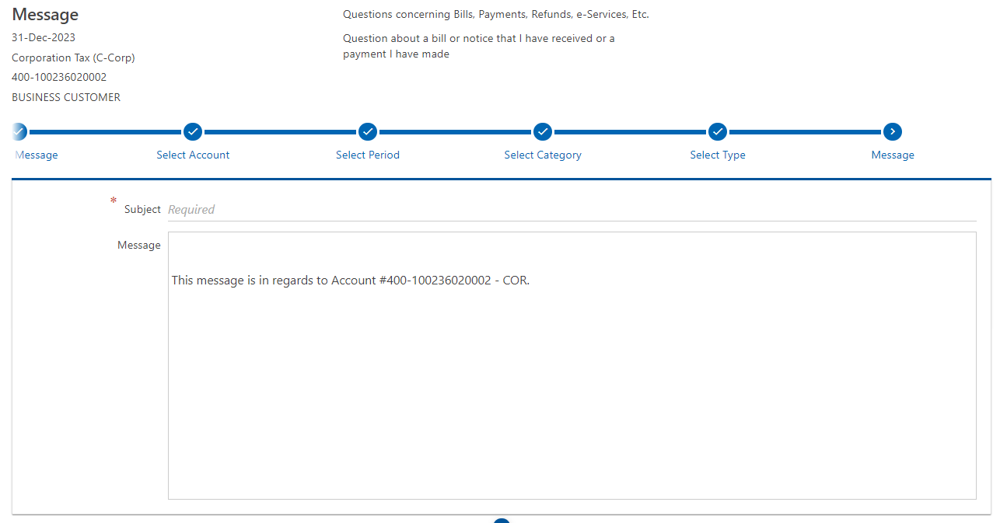 Message
31-Dec-2023
Corporation Tax (C-Corp)
400-100236020002
BUSINESS CUSTOMER
Questions concerning Bills, Payments, Refunds, e-Services, Etc.
Question about a bill or notice that I have received or a
payment I have made
Message
Select Account
Select Period
Select Category
Select Type
Message
* Subject Required
Message
This message is in regards to Account #400-100236020002 - COR.